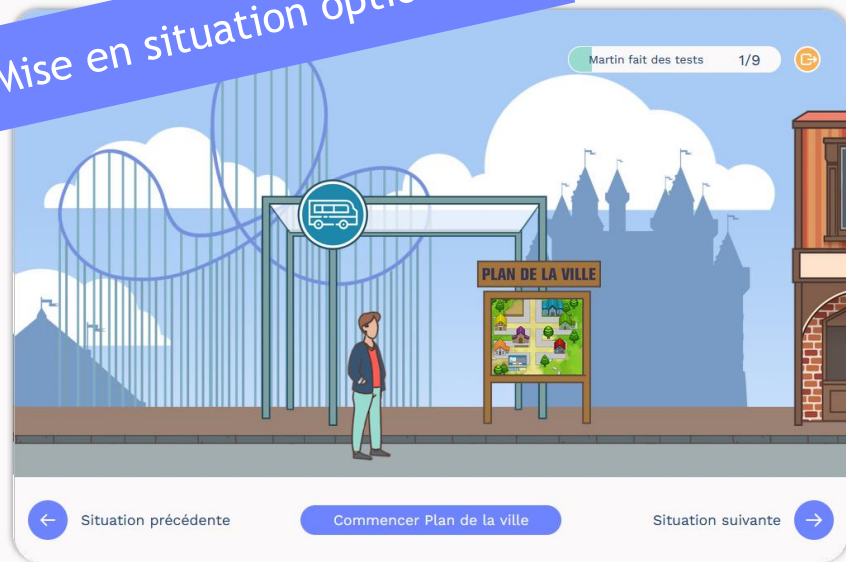 Mise en situation
Martin fait des tests 1/9
PLAN DE LA VILLE
Situation précédente
Commencer Plan de la ville
Situation suivante